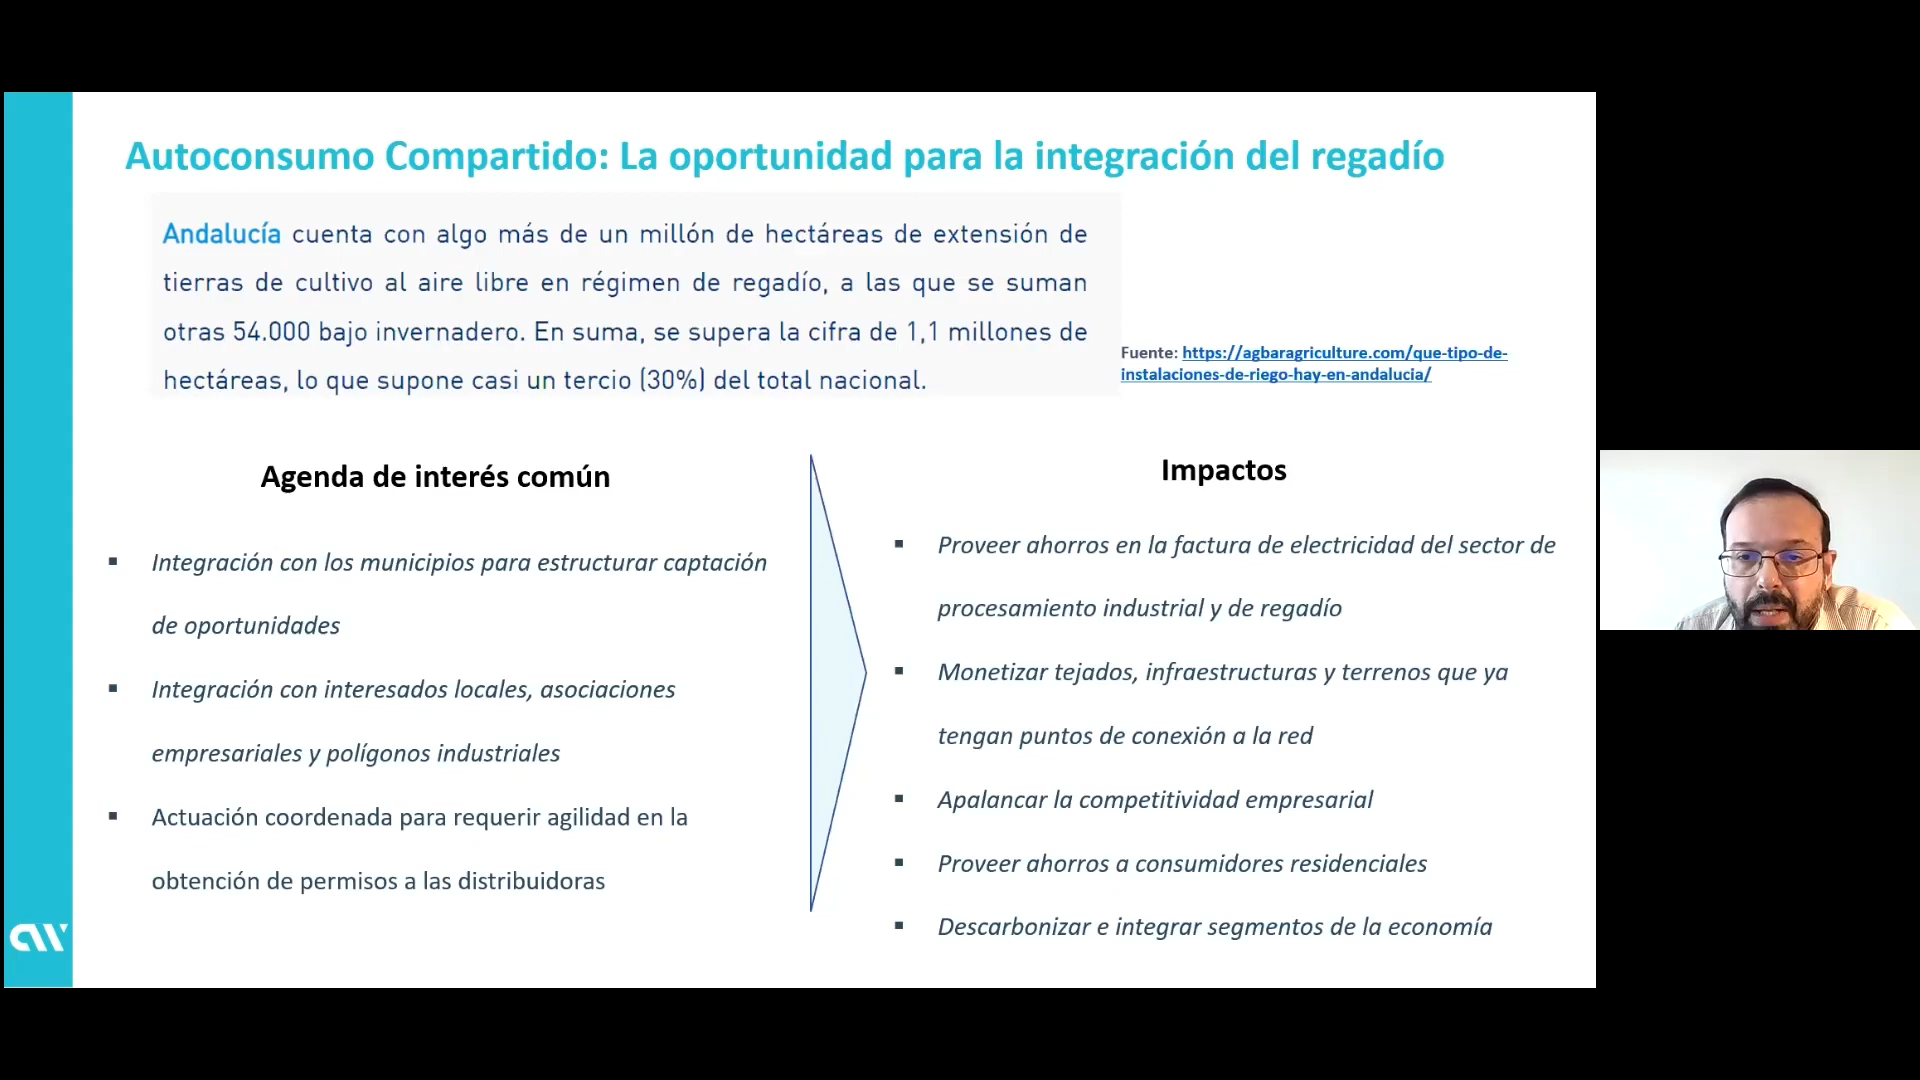 Autoconsumo Compartido: La oportunidad para la integración del regadío
Andalucía cuenta con algo más de un millón de hectáreas de extensión de
tierras de cultivo al aire libre en régimen de regadío, a las que se suman
otras 54.000 bajo invernadero. En suma, se supera la cifra de 1,1 millones de
hectáreas, lo que supone casi un tercio (30%) del total nacional.
Fuente: https://agbaragriculture.com/que-tipo-de-
instalaciones-de-riego-hay-en-andalucia/
Agenda de interés común
▪ Integración con los municipios para estructurar captación
de oportunidades
▪ Integración con interesados locales, asociaciones
empresariales y polígonos industriales
▪ Actuación coordenada para requerir agilidad en la
obtención de permisos a las distribuidoras
Impactos
▪ Proveer ahorros en la factura de electricidad del sector de
procesamiento industrial y de regadío
▪ Monetizar tejados, infraestructuras y terrenos que ya
tengan puntos de conexión a la red
▪ Apalancar la competitividad empresarial
▪ Proveer ahorros a consumidores residenciales
▪ Descarbonizar e integrar segmentos de la economía